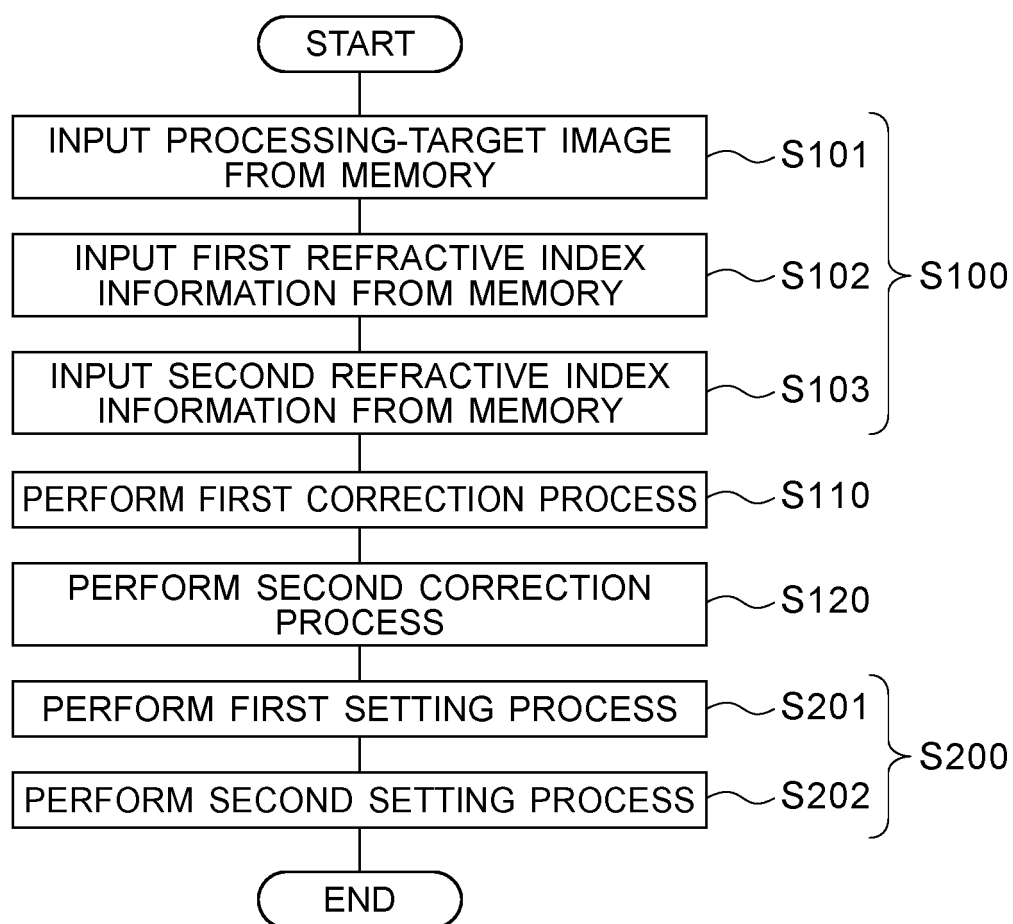 START
INPUT PROCESSING-TARGET IMAGE
FROM MEMORY
S101
INPUT FIRST REFRACTIVE INDEX
INFORMATION FROM MEMORY
S102
S100
INPUT SECOND REFRACTIVE INDEX
INFORMATION FROM MEMORY
S103
PERFORM FIRST CORRECTION PROCESS
S110
PERFORM SECOND CORRECTION
PROCESS
S120
PERFORM FIRST SETTING PROCESS
S201
S200
PERFORM SECOND SETTING PROCESS
S202
END